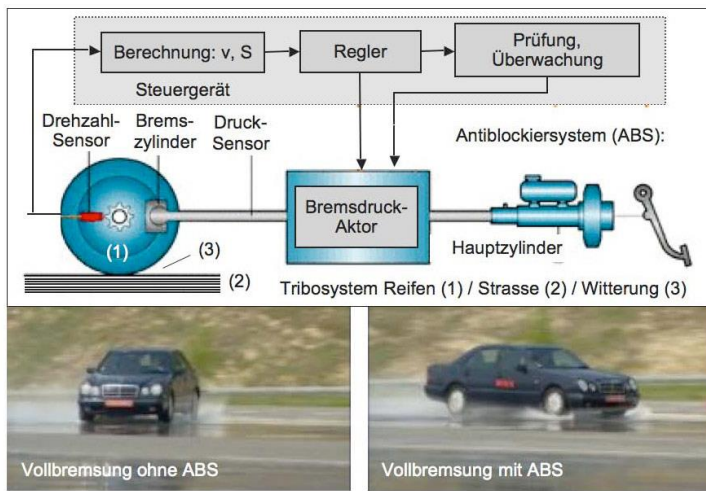 Berechnung: v, S
Regler
Prüfung,
Überwachung
Steuergerät
Drehzahl-
Sensor
Brems-
zylinder
Druck-
Sensor
Antiblockiersystem (ABS):
Bremsdruck-
Aktor
Hauptzylinder
(1)
(3)
(2)
Tribosystem Reifen (1) / Strasse (2) / Witterung (3)
Vollbremsung ohne ABS
Vollbremsung mit ABS